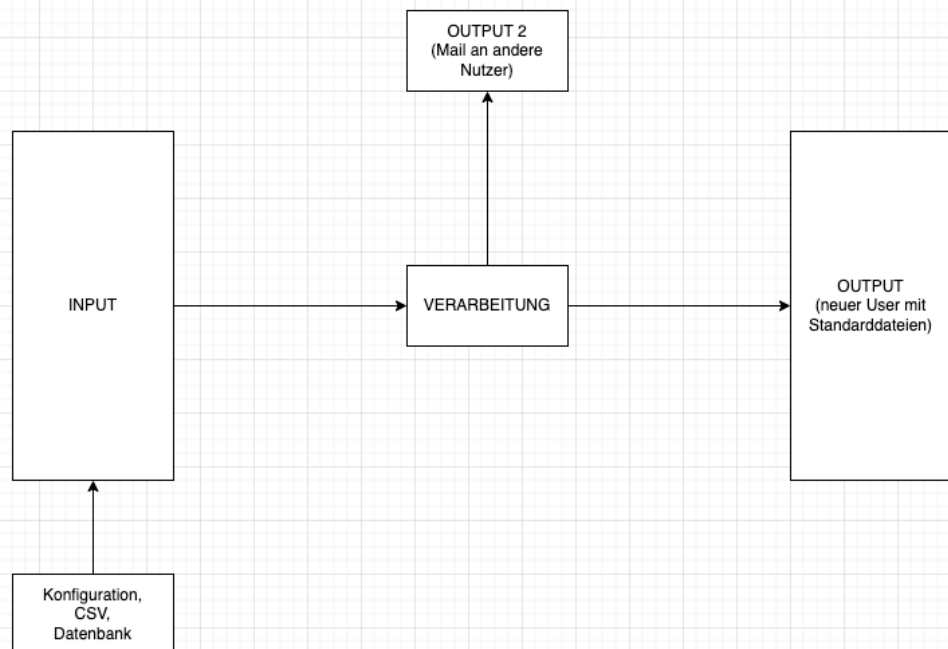 OUTPUT 2
(Mail an andere
Nutzer)
INPUT
VERARBEITUNG
OUTPUT
(neuer User mit
Standarddateien)
Konfiguration,
CSV,
Datenbank